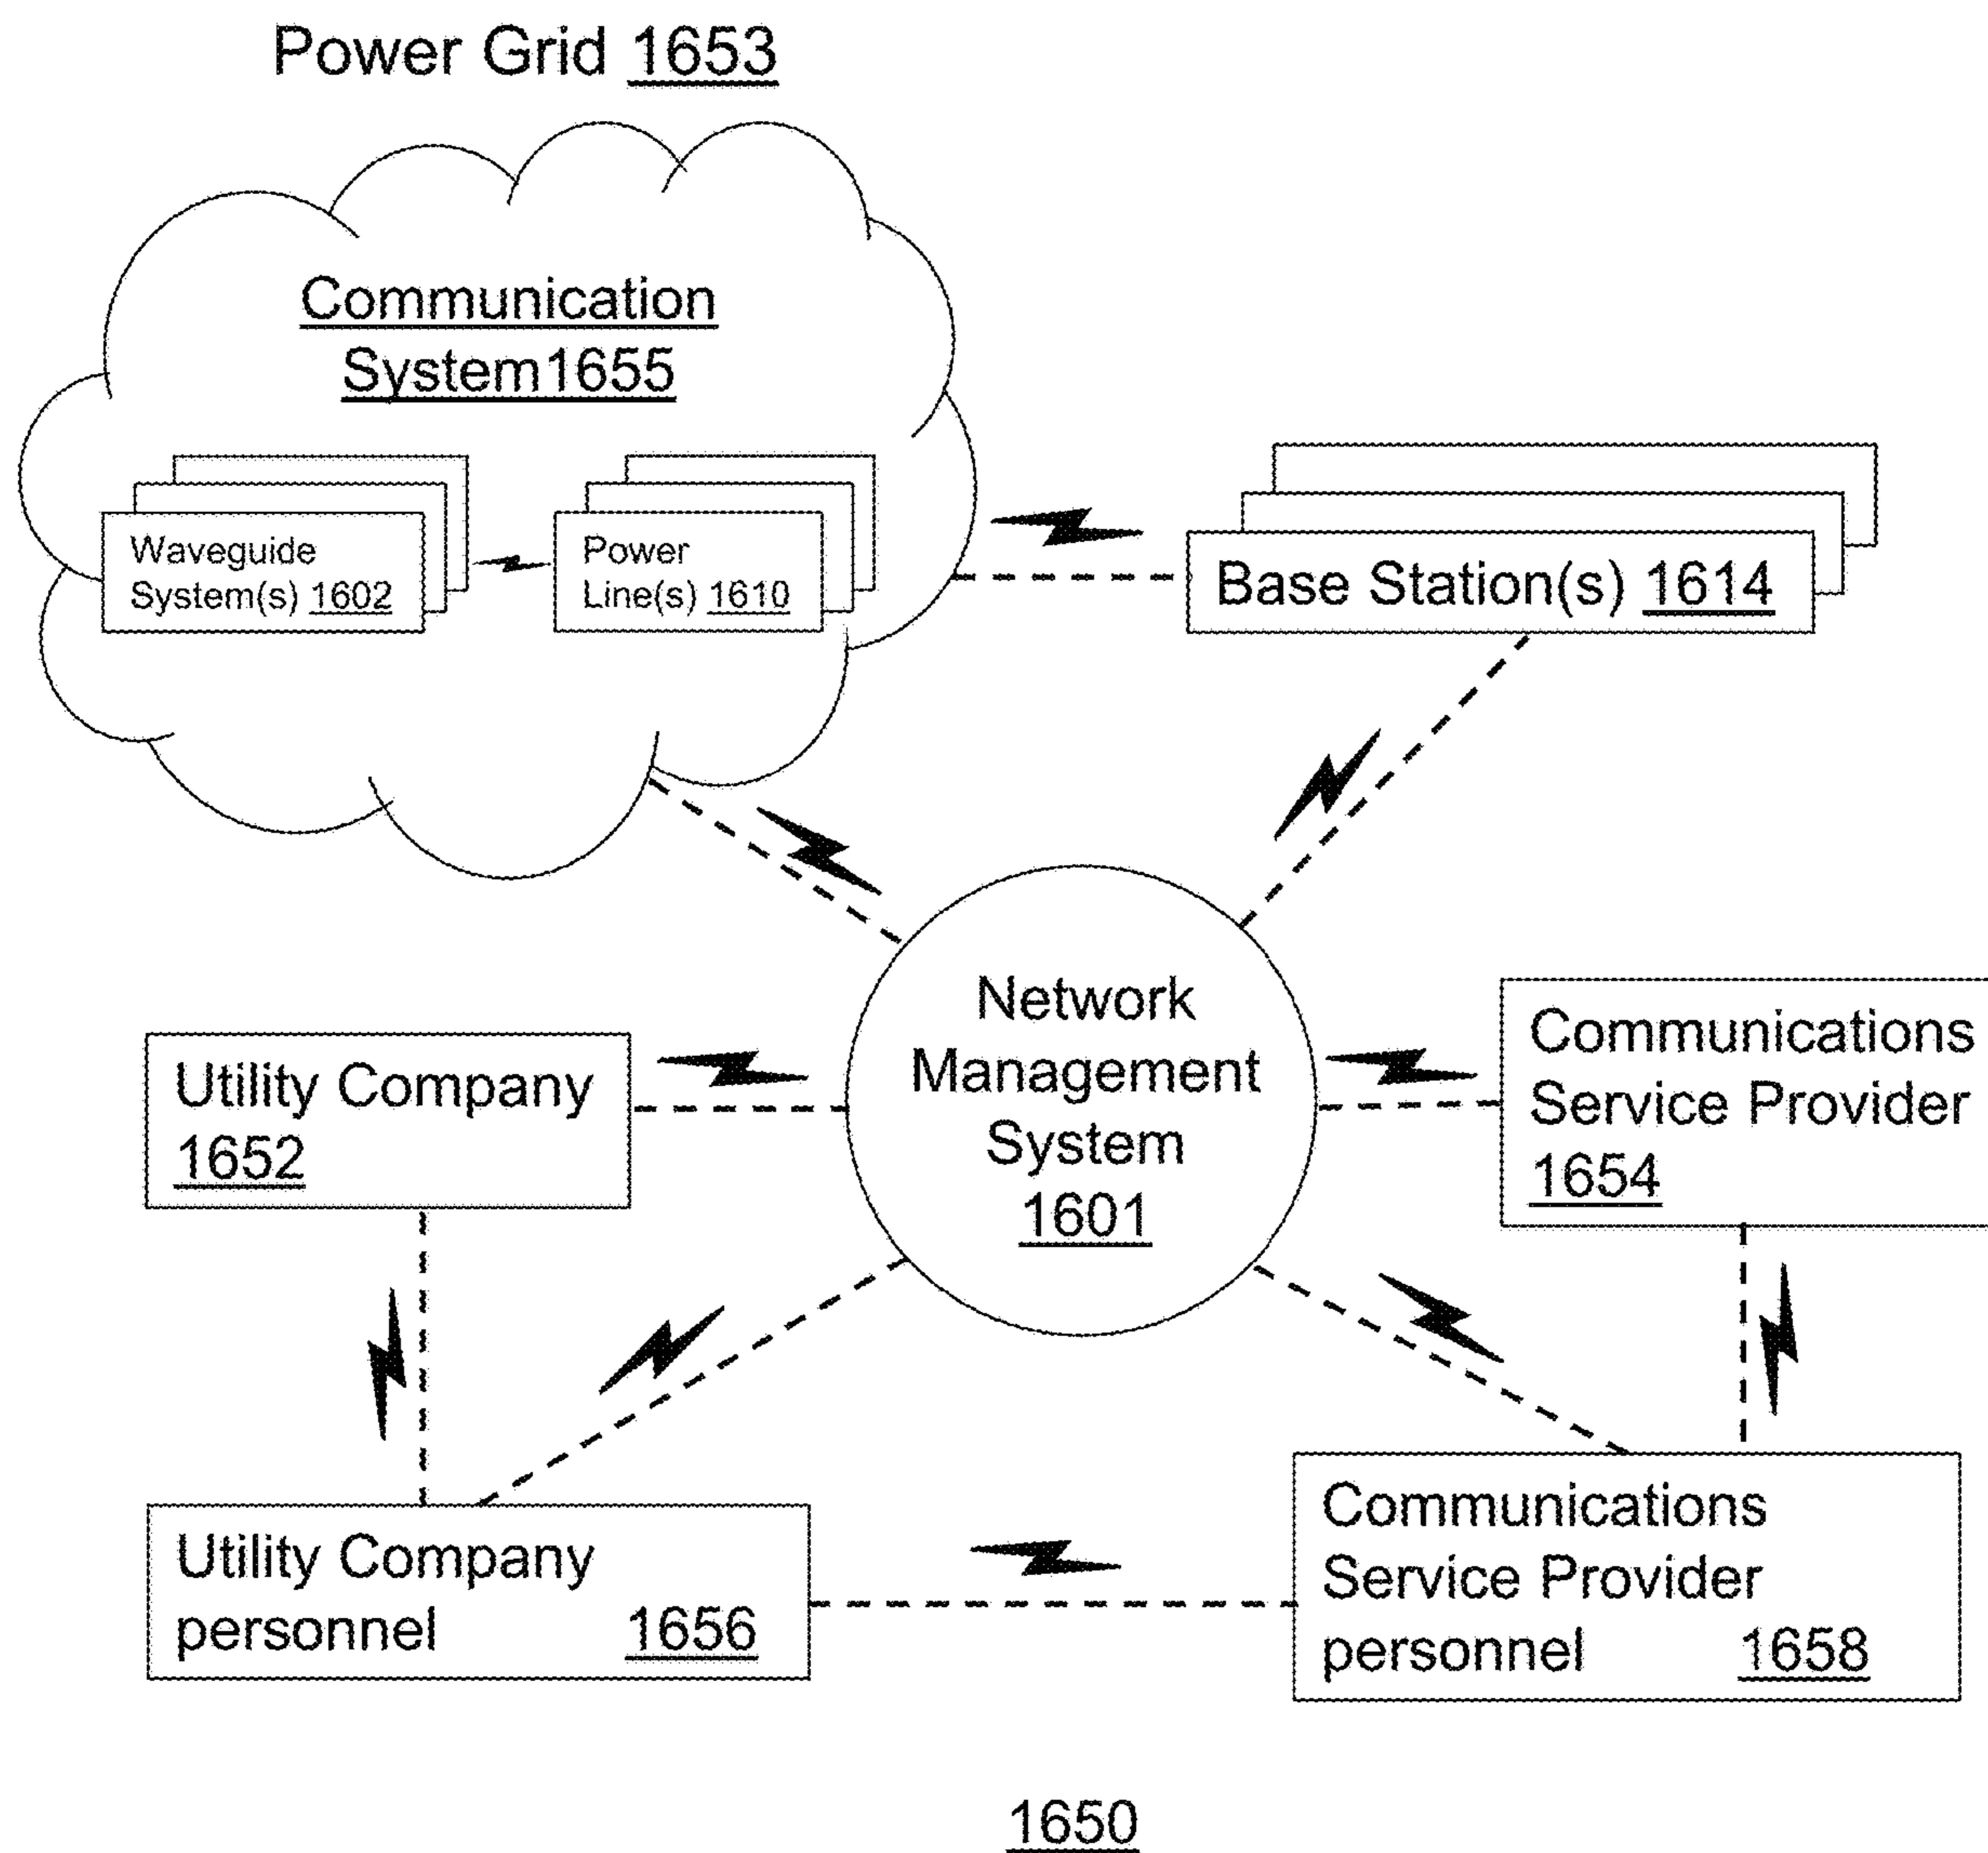 Power Grid 1653
Communication
System1655
Waveguide
System(s) 1602
Power
Line(s) 1610
Base Station(s) 1614
Network
Management
System
1601
Utility Company
1652
Communications
Service Provider
1654
Utility Company
personnel 1656
Communications
Service Provider
personnel 1658
1650